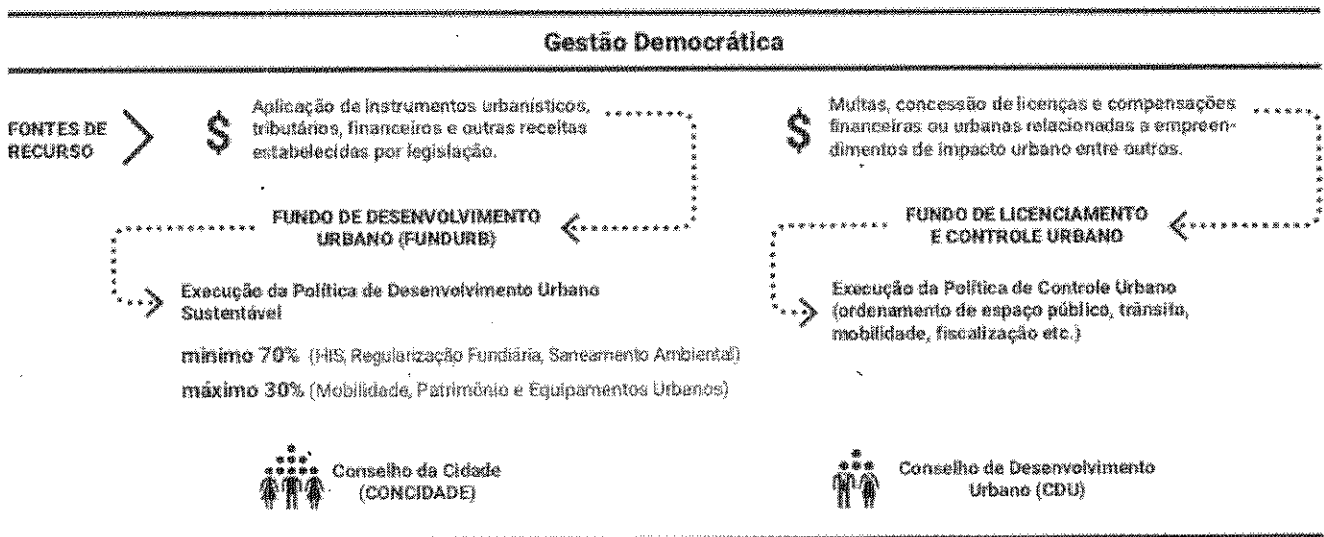 Gestão Democrática
FONTES DE
RECURSO
$
Aplicação de instrumentos urbanísticos,
tributários, financeiros e outras receitas
estabelecidas por legislação.
FUNDO DE DESENVOLVIMENTO
URBANO (FUNDURB)
Execução da Política de Desenvolvimento Urbano
Sustentável
mínimo 70% (HIS, Regularização Fundiária, Saneamento Ambiental)
máximo 30% (Mobilidade, Patrimônio e Equipamentos Urbanos)
Conselho da Cidade
(CONCIDADE)
$
Multas, concessão de licenças e compensações
financeiras ou urbanas relacionadas a empreen-
dimentos de impacto urbano entre outros.
FUNDO DE LICENCIAMENTO
E CONTROLE URBANO
Execução da Política de Controle Urbano
(ordenamento de espaço público, trânsito,
mobilidade, fiscalização etc.)
Conselho de Desenvolvimento
Urbano (CDU)